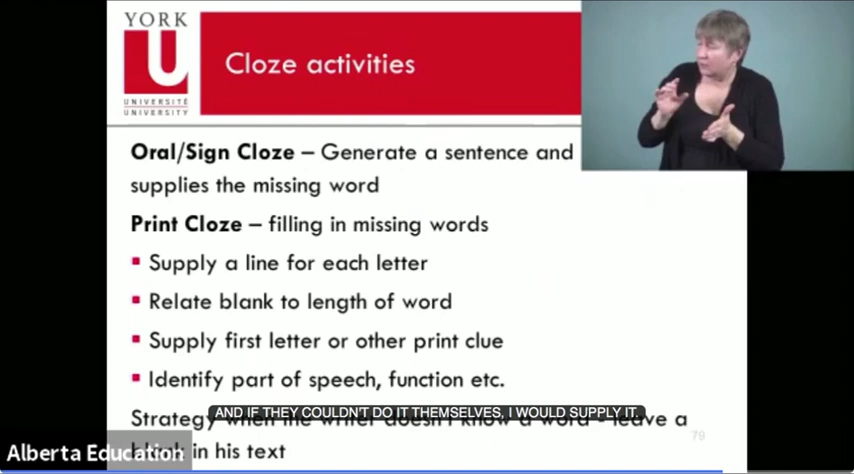 YORK
U
UNIVERSITÉ
UNIVERSITY
Cloze activities
Oral/Sign Cloze – Generate a sentence and
supplies the missing word
Print Cloze – filling in missing words
Supply a line for each letter
Relate blank to length of word
Supply first letter or other print clue
Identify part of speech, function etc.
AND IF THEY COULDN'T DO IT THEMSELVES, I WOULD SUPPLY IT.
Strategy when the writer doesn't know a word - leave a
blank in his text
79
Alberta Education